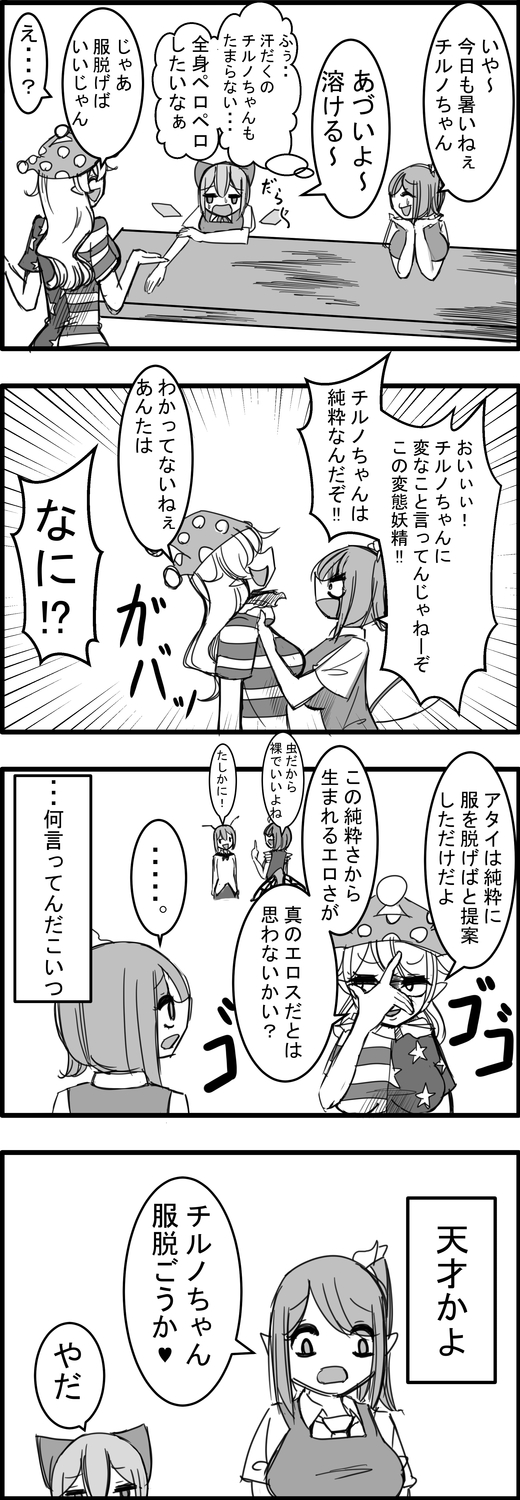 いや〜
今日も暑いねぇ
チルノちゃん
あづいよ〜
溶ける〜
ふぅ・・
汗だくの
チルノちゃんも
たまらない・・・
全身ペロペロ
したいなぁ
だら〜
じゃあ
服脱げば
いいじゃん
え・・・?
おいぃぃ!
チルノちゃんに
変なこと言ってんじゃねーぞ
この変態妖精!!
チルノちゃんは
純粋なんだぞ!!
わかってないねぇ
あんたは
ガバッ
なに!?
アタイは純粋に
服を脱げばと提案
しただけだよ
この純粋さから
生まれるエロさが
真のエロスだとは
思わないかい?
ゴゴ
虫だから
裸でいいよね
たしかに!
ゴ
・・・・・。
・・・何言ってんだこいつ
天才かよ
チルノちゃん
服脱ごうか♥
やだ